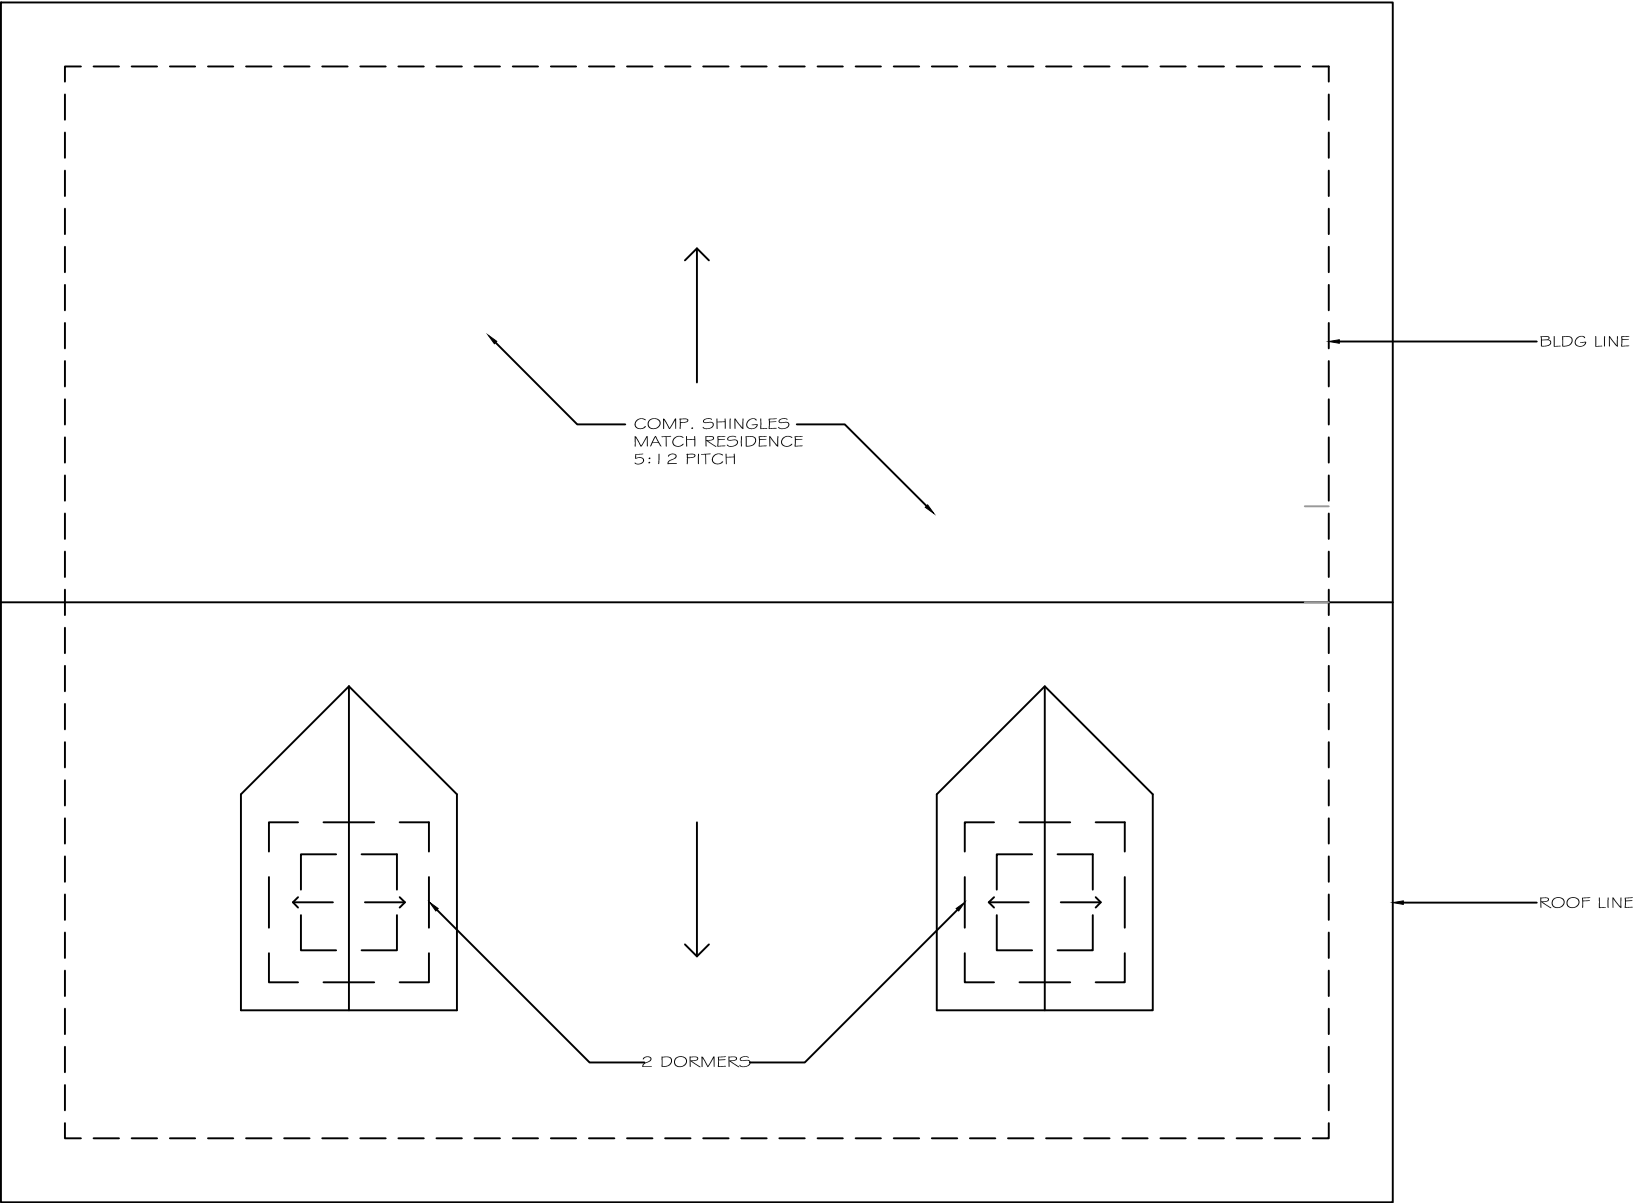 BLDG LINE
COMP. SHINGLES
MATCH RESIDENCE
5:12 PITCH
ROOF LINE
2 DORMERS